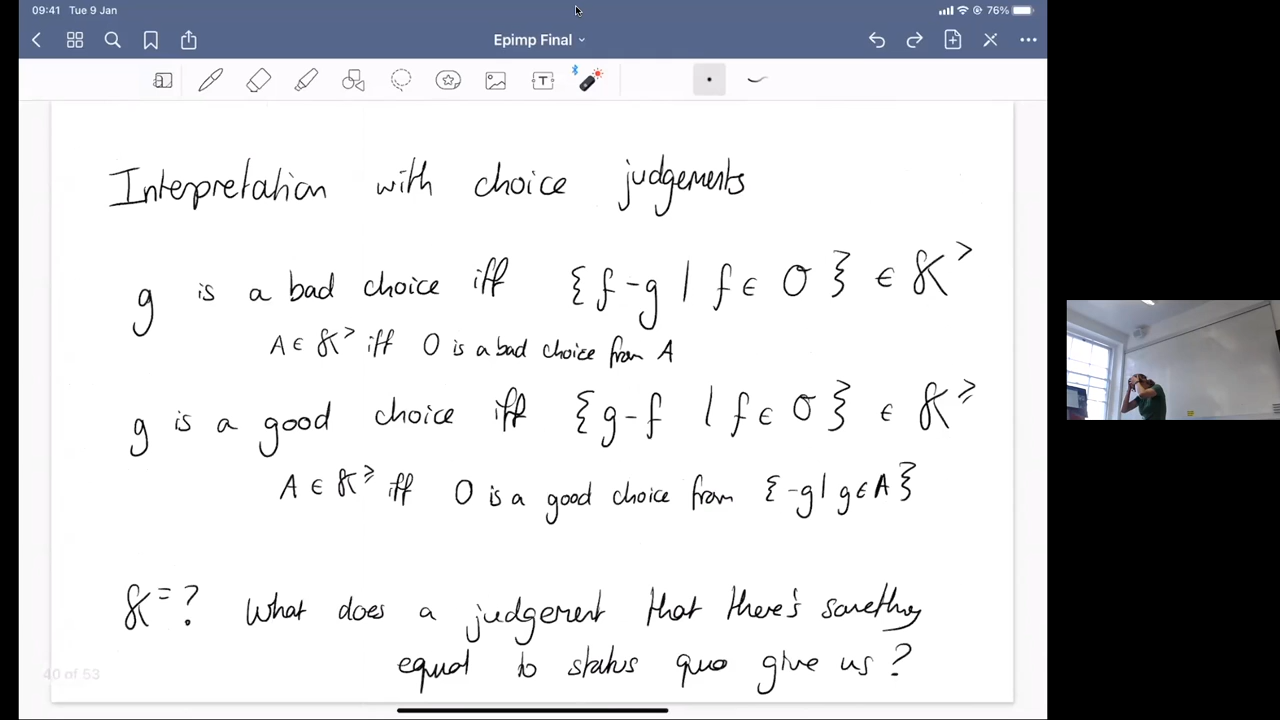 09:41 Tue 9 Jan
76%
Epimp Final
Interpretation with choice judgements
g is a bad choice iff {f-g | f ∈ O} ∈ K^>
A ∈ K^> iff 0 is a bad choice from A
g is a good choice iff {g-f | f ∈ O} ∈ K^≥
A ∈ K^≥ iff 0 is a good choice from {-g | g ∈ A}
K^= ? What does a judgement that there's something
equal to status quo give us?
40 of 53